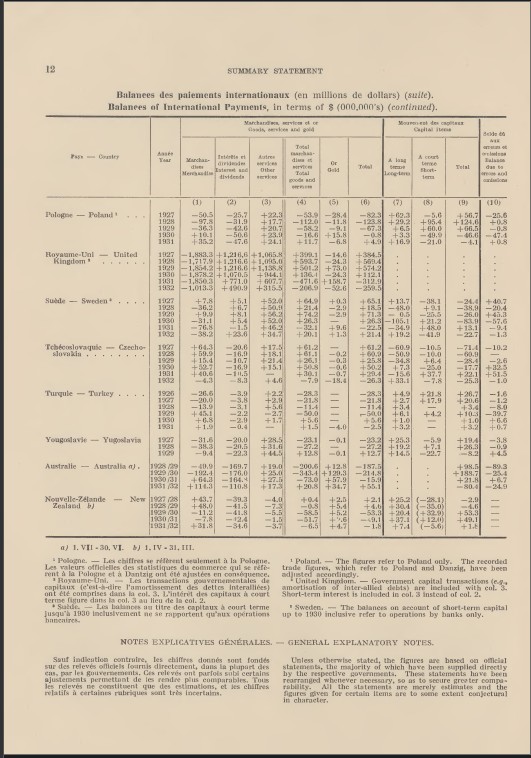 12
SUMMARY STATEMENT
Balances des paiements internationaux (en millions de dollars) (suite).
Balances of International Payments, in terms of $ (000,000's) (continued).
Pays — Country
Année Year
Marchandises, services et or
Goods, services and gold
Mouvement des capitaux
Capital items
Solde dû aux erreurs et omissions Balance due to errors and omissions
Marchandises Merchandise
Intérêts et dividendes Interest and dividends
Autres services Other services
Total marchandises et services Total goods and services
Or Gold
Total
A long terme Long-term
A court terme Short-term
Total
(1) (2) (3) (4) (5) (6) (7) (8) (9) (10)
Pologne — Poland ¹ . . . 1927 —50.5 —25.7 +22.3 —53.9 —28.4 —82.3 +62.3 —5.6 +56.7 —25.6
1928 —97.8 —31.9 +17.7 —112.0 —11.8 —123.8 +29.2 +95.4 +124.6 +0.8
1929 —36.3 —42.6 +20.7 —58.2 —9.1 —67.3 +6.5 +60.0 +66.5 —0.8
1930 +10.1 —50.6 +23.9 —16.6 +15.8 —0.8 +3.2 —49.9 —46.6 —47.4
1931 +35.2 —47.6 +24.1 +11.7 —6.8 +4.9 +16.9 —21.0 —4.1 +0.8
Royaume-Uni — United Kingdom ² . . . . . 1927 —1,883.3 +1,216.6 +1,065.8 +399.1 —14.6 +384.5
1928 —1,717.9 +1,216.6 +1,095.0 +593.7 —24.3 +569.4
1929 —1,854.2 +1,216.6 +1,138.8 +501.2 +73.0 +574.2
1930 —1,878.2 +1,070.5 +944.1 +136.4 —24.3 +112.1
1931 —1,850.3 +771.0 +607.7 —471.6 +158.7 —312.9
1932 —1,013.3 +490.9 +315.5 —206.9 —52.6 —259.5
Suède — Sweden ³ . . . . 1927 +7.8 +5.1 +52.0 +64.9 +0.3 +65.1 +13.7 —38.1 —24.4 +40.7
1928 —36.2 +6.7 +50.9 +21.4 —2.9 +18.5 —48.0 +9.1 —38.9 —20.4
1929 +9.9 +8.1 +56.2 +74.2 —2.9 +71.3 —0.5 —25.5 —26.0 +45.3
1930 —31.1 +5.4 +52.0 +26.3 — +26.3 —105.1 +21.2 —83.9 —57.6
1931 —76.8 —1.5 +46.2 —32.1 +9.6 —22.5 —34.9 +48.0 +13.1 —9.4
1932 —38.2 +23.6 +34.7 +20.1 +1.3 +21.4 +19.2 —41.9 —22.7 —1.3
Tchécoslovaquie — Czechoslovakia . . . . . . . . . . 1927 +64.3 —20.6 +17.5 +61.2 — +61.2 —60.9 —10.5 —71.4 —10.2
1928 +59.9 —16.9 +18.1 +61.1 —0.2 +60.9 —50.9 —10.0 —60.9 —
1929 +15.4 —10.7 +21.4 +26.1 —0.3 +25.8 —34.8 +6.4 —28.4 —2.6
1930 +52.7 —16.9 +15.1 +50.8 —0.6 +50.2 +7.3 —25.0 —17.7 +32.5
1931 +40.6 —10.5 +30.1 —0.7 +29.4 —15.6 +37.7 +22.1 +51.5
1932 —4.3 —8.3 +4.6 —7.9 —18.4 —26.3 +33.1 —7.8 +25.3 —1.0
Turquie — Turkey . . . . 1926 —26.6 —3.9 +2.2 —28.3 — —28.3 +4.9 +21.8 +26.7 —1.6
1927 —20.0 —3.8 +2.9 —21.8 — —21.8 +2.7 +17.9 +20.6 —1.2
1928 —13.9 —3.1 +5.6 —11.4 — —11.4 +3.4 — +3.4 —8.0
1929 —45.1 —2.2 —2.7 —50.0 — —50.0 +6.1 +4.2 +10.3 —39.7
1930 +6.8 —2.9 +1.5 +5.6 — +5.6 +1.0 — +1.0 +6.6
1931 +1.9 —0.4 — +1.5 —4.0 —2.5 +3.2 — +3.2 +0.7
Yougoslavie — Yugoslavia 1927 —31.6 —20.0 +28.5 —23.1 —0.1 —23.2 +25.3 —5.9 +19.4 —3.8
1928 —38.3 —20.5 +31.6 —27.2 — —27.2 +19.2 +7.1 +26.3 —0.9
1929 —9.4 —22.3 +44.5 +12.8 —0.1 +12.7 +14.5 —22.7 —8.2 +4.5
Australie — Australia a) . 1928/29 —49.9 —169.7 +19.0 —200.6 +12.8 —187.5 +98.5 —89.3
1929/30 —192.4 —176.0 +25.0 —343.4 +129.3 —214.8 +188.7 —25.4
1930/31 +64.3 —164.8 +27.5 —73.0 +57.9 —15.9 +21.8 +6.7
1931/32 +114.3 —110.8 +17.3 +20.8 +34.7 +55.1 —80.4 —24.9
Nouvelle-Zélande — New Zealand b) . . . . . . 1927/28 +43.7 —39.3 —4.0 +0.4 +2.5 +2.1 +25.2 (—28.1) —2.9 —
1928/29 +48.0 —41.5 —7.3 —0.8 +5.4 +4.6 +30.4 (—35.0) —4.6 —
1929/30 —11.2 —41.8 —5.5 —58.5 +5.2 —53.3 +20.4 (+32.9) +53.3 —
1930/31 —7.8 —42.4 —1.5 —51.7 —49.1 +37.1 (+12.0) +49.1 —
1931/32 +31.8 —34.6 —3.7 —6.5 +4.7 —1.8 +7.4 (—5.6) +1.8 —
a) 1. VII - 30. VI. b) 1. IV - 31. III.
¹ Pologne. — Les chiffres se réfèrent seulement à la Pologne.
Les valeurs officielles des statistiques du commerce qui se réfèrent
à la Pologne et à Dantzig ont été ajustées en conséquence.
² Royaume-Uni. — Les transactions gouvernementales de
capitaux (c'est-à-dire l'amortissement des dettes interalliées)
ont été comprises dans la col. 3. L'intérêt des capitaux à court
terme figure dans la col. 3 au lieu de la col. 2.
³ Suède. — Les balances au titre des capitaux à court terme
jusqu'à 1930 inclusivement ne se rapportent qu'aux opérations
bancaires.
¹ Poland. — The figures refer to Poland only. The recorded
trade figures, which refer to Poland and Danzig, have been
adjusted accordingly.
² United Kingdom. — Government capital transactions (e.g.,
amortisation of inter-allied debts) are included with col. 3.
Short-term interest is included in col. 3 instead of col. 2.
³ Sweden. — The balances on account of short-term capital
up to 1930 inclusive refer to operations by banks only.
NOTES EXPLICATIVES GÉNÉRALES. — GENERAL EXPLANATORY NOTES.
Sauf indication contraire, les chiffres donnés sont fondés
sur des relevés officiels fournis directement, dans la plupart des
cas, par les gouvernements. Ces relevés ont parfois subi certains
ajustements permettant de les rendre plus comparables. Tous
les relevés ne constituent que des estimations, et les chiffres
relatifs à certaines rubriques sont très incertains.
Unless otherwise stated, the figures are based on official
statements, the majority of which have been supplied directly
by the respective governments. These statements have been
rearranged whenever necessary, so as to secure greater comparability.
All the statements are merely estimates and the
figures given for certain items are to some extent conjectural
in character.